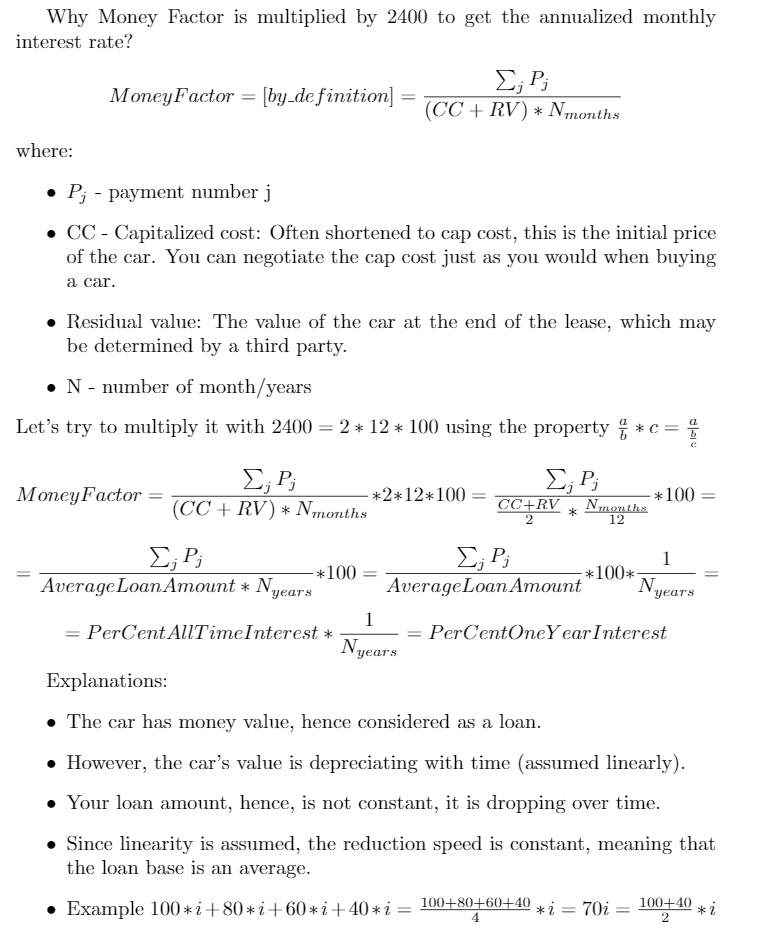 Why Money Factor is multiplied by 2400 to get the annualized monthly
interest rate?
MoneyFactor = [by_definition] = \frac{\sum_j P_j}{(CC + RV) * N_{months}}
where:
• P_j - payment number j
• CC - Capitalized cost: Often shortened to cap cost, this is the initial price
of the car. You can negotiate the cap cost just as you would when buying
a car.
• Residual value: The value of the car at the end of the lease, which may
be determined by a third party.
• N - number of month/years
Let's try to multiply it with 2400 = 2 * 12 * 100 using the property \frac{a}{b} * c = \frac{a}{\frac{b}{c}}
MoneyFactor = \frac{\sum_j P_j}{(CC + RV) * N_{months}} *2*12*100 = \frac{\sum_j P_j}{\frac{CC+RV}{2} * \frac{N_{months}}{12}} *100 =
= \frac{\sum_j P_j}{AverageLoanAmount * N_{years}} *100 = \frac{\sum_j P_j}{AverageLoanAmount} *100* \frac{1}{N_{years}} =
= PerCentAllTimeInterest * \frac{1}{N_{years}} = PerCentOneYearInterest
Explanations:
• The car has money value, hence considered as a loan.
• However, the car's value is depreciating with time (assumed linearly).
• Your loan amount, hence, is not constant, it is dropping over time.
• Since linearity is assumed, the reduction speed is constant, meaning that
the loan base is an average.
• Example 100*i+80*i+60*i+40*i = \frac{100+80+60+40}{4} *i = 70i = \frac{100+40}{2} *i